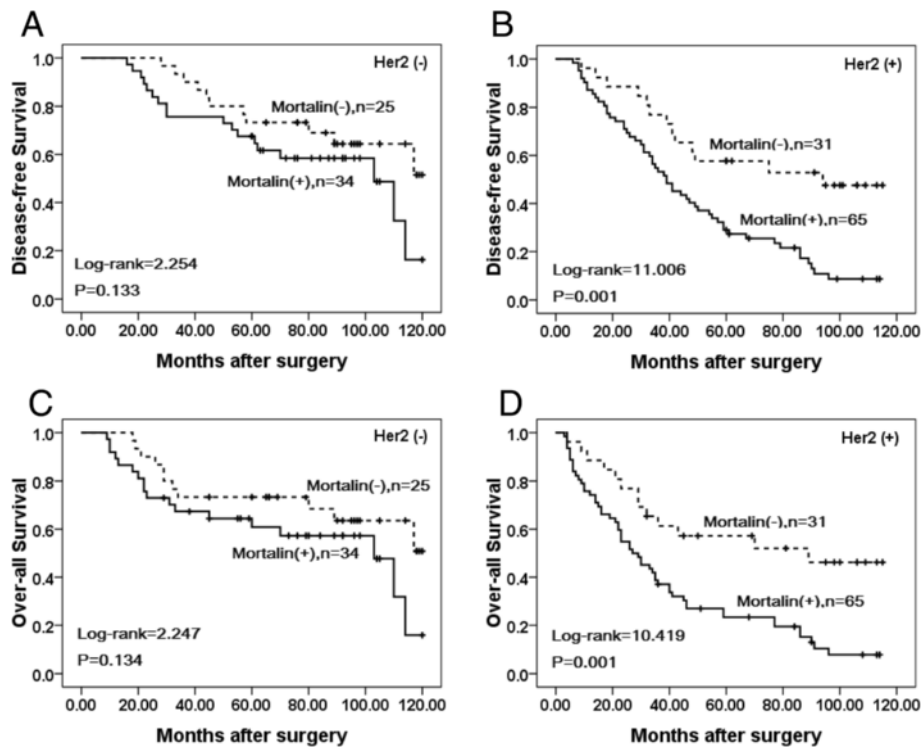 A
Her2 (-)
Disease-free Survival
1.0
0.8
0.6
0.4
0.2
0.0
Mortalin(-),n=25
Mortalin(+),n=34
Log-rank=2.254
P=0.133
0.00 20.00 40.00 60.00 80.00 100.00 120.00
Months after surgery
B
Her2 (+)
Disease-free Survival
1.0
0.8
0.6
0.4
0.2
0.0
Mortalin(-),n=31
Mortalin(+),n=65
Log-rank=11.006
P=0.001
0.00 20.00 40.00 60.00 80.00 100.00 120.00
Months after surgery
C
Her2 (-)
Over-all Survival
1.0
0.8
0.6
0.4
0.2
0.0
Mortalin(-),n=25
Mortalin(+),n=34
Log-rank=2.247
P=0.134
0.00 20.00 40.00 60.00 80.00 100.00 120.00
Months after surgery
D
Her2 (+)
Over-all Survival
1.0
0.8
0.6
0.4
0.2
0.0
Mortalin(-),n=31
Mortalin(+),n=65
Log-rank=10.419
P=0.001
0.00 20.00 40.00 60.00 80.00 100.00 120.00
Months after surgery